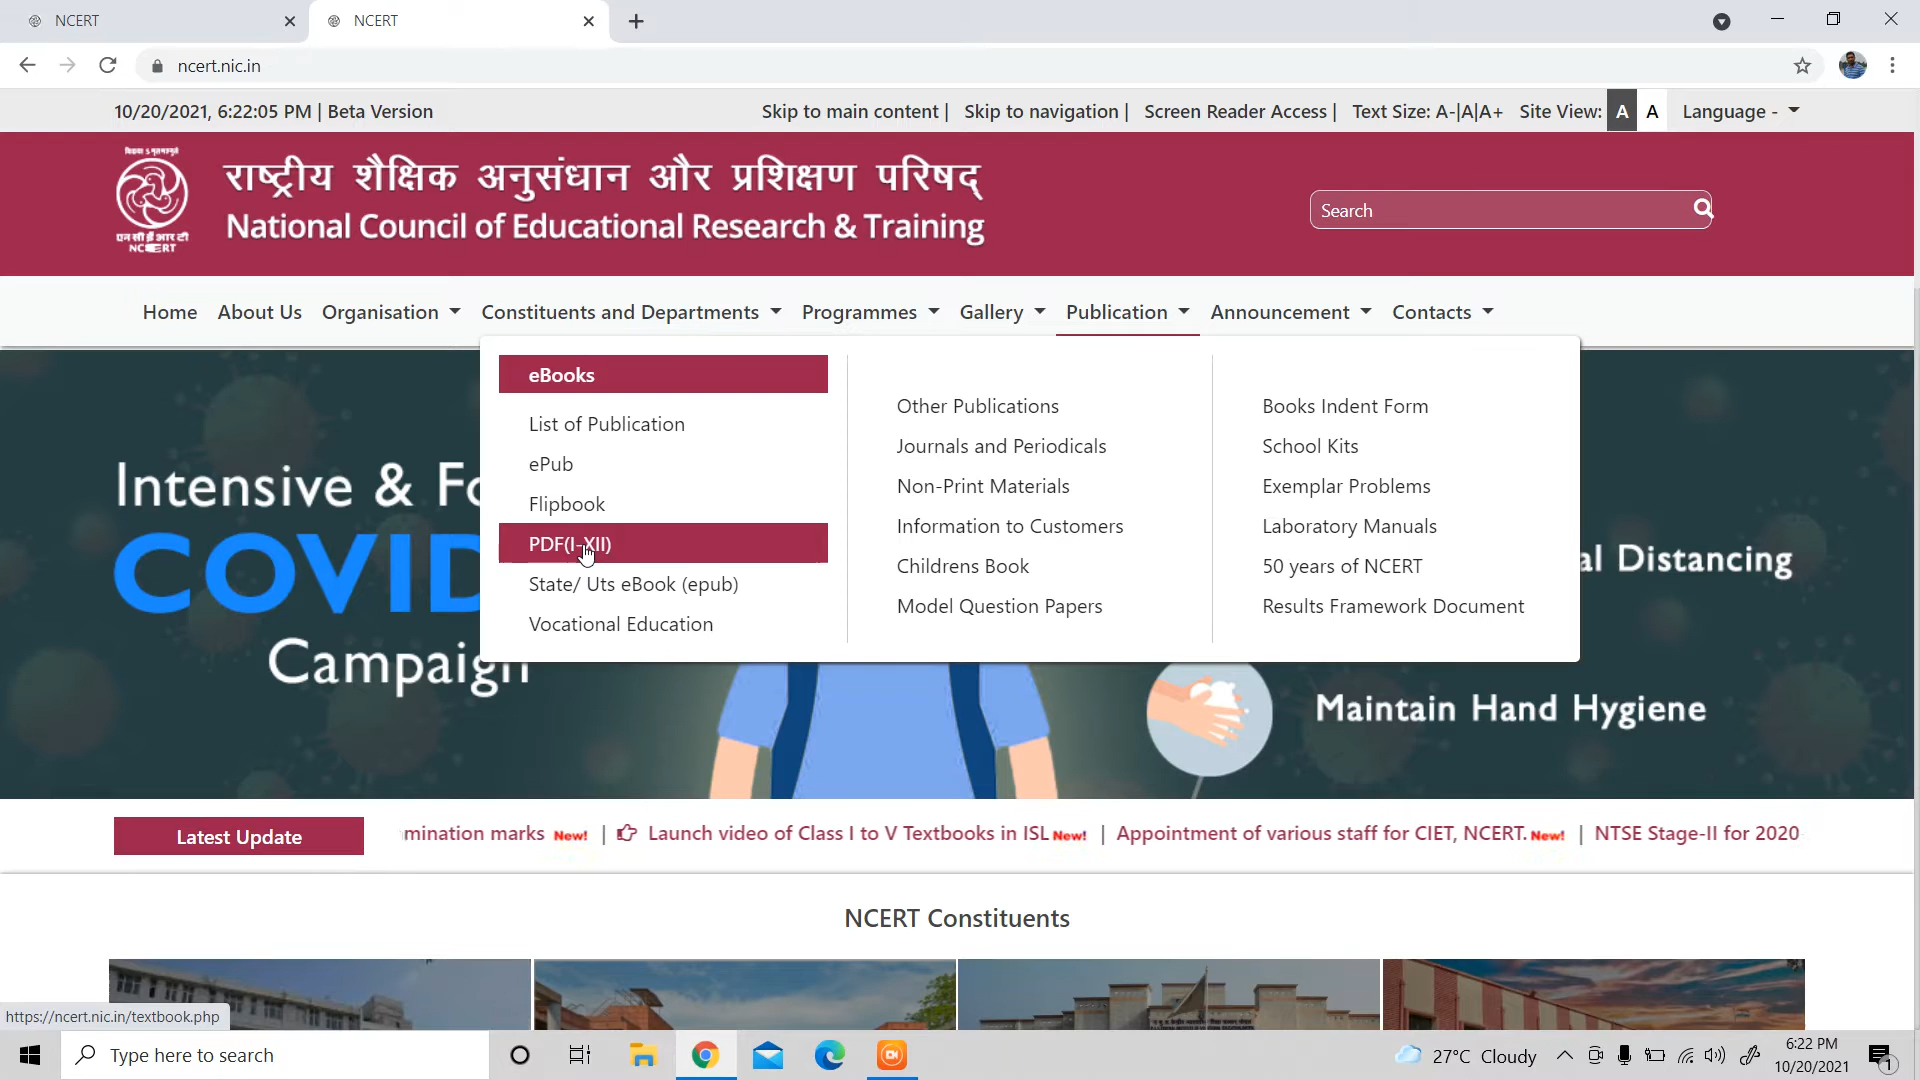 NCERT
NCERT
ncert.nic.in
10/20/2021, 6:22:05 PM | Beta Version
Skip to main content | Skip to navigation | Screen Reader Access | Text Size: A-|A|A+ Site View: A A Language -
राष्ट्रीय शैक्षिक अनुसंधान और प्रशिक्षण परिषद्
National Council of Educational Research & Training
एन सी ई आर टी
NCERT
Search
Home About Us Organisation Constituents and Departments Programmes Gallery Publication Announcement Contacts
eBooks
List of Publication
ePub
Flipbook
PDF(I-XII)
State/ Uts eBook (epub)
Vocational Education
Other Publications
Journals and Periodicals
Non-Print Materials
Information to Customers
Childrens Book
Model Question Papers
Books Indent Form
School Kits
Exemplar Problems
Laboratory Manuals
50 years of NCERT
Results Framework Document
Intensive & Fo
COVID
Campaign
al Distancing
Maintain Hand Hygiene
Latest Update
mination marks New! | Launch video of Class I to V Textbooks in ISL New! | Appointment of various staff for CIET, NCERT. New! | NTSE Stage-II for 2020
NCERT Constituents
https://ncert.nic.in/textbook.php
Type here to search
27°C Cloudy
6:22 PM
10/20/2021
1